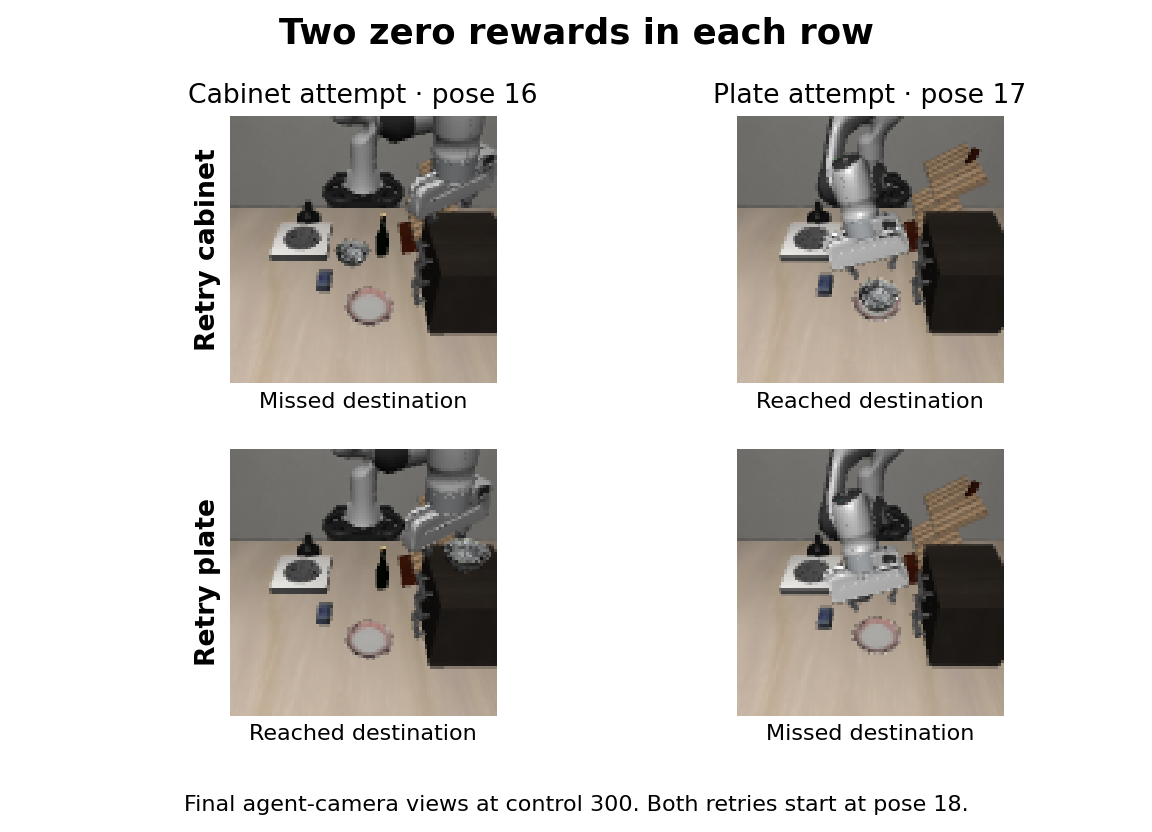 Two zero rewards in each row
Cabinet attempt · pose 16
Plate attempt · pose 17
Retry cabinet
Missed destination
Reached destination
Retry plate
Reached destination
Missed destination
Final agent-camera views at control 300. Both retries start at pose 18.